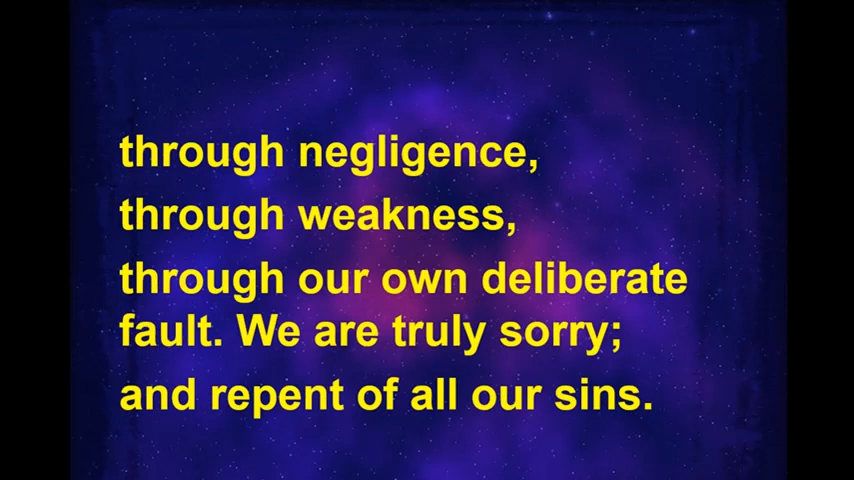 through negligence,
through weakness,
through our own deliberate
fault. We are truly sorry;
and repent of all our sins.